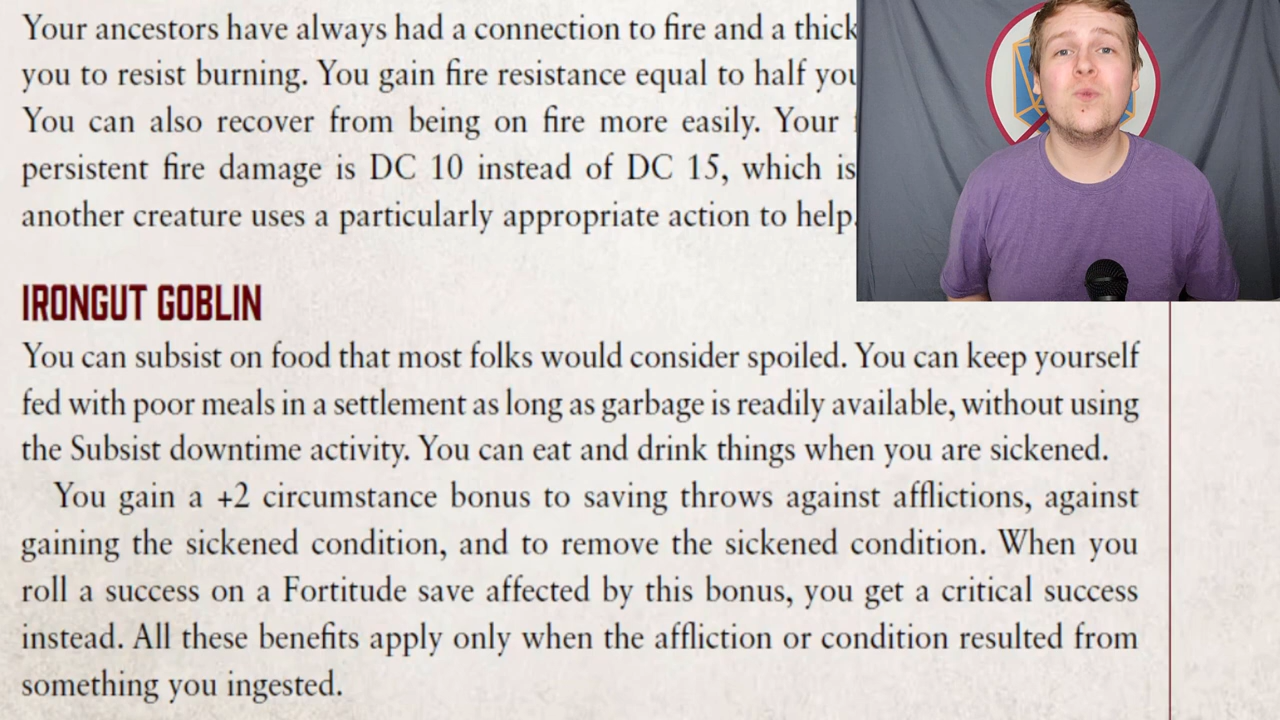 Your ancestors have always had a connection to fire and a thick
you to resist burning. You gain fire resistance equal to half
You can also recover from being on fire more easily. Your
persistent fire damage is DC 10 instead of DC 15, which is
another creature uses a particularly appropriate action to help.
IRONGUT GOBLIN
You can subsist on food that most folks would consider spoiled. You can keep yourself
fed with poor meals in a settlement as long as garbage is readily available, without using
the Subsist downtime activity. You can eat and drink things when you are sickened.
You gain a +2 circumstance bonus to saving throws against afflictions, against
gaining the sickened condition, and to remove the sickened condition. When you
roll a success on a Fortitude save affected by this bonus, you get a critical success
instead. All these benefits apply only when the affliction or condition resulted from
something you ingested.